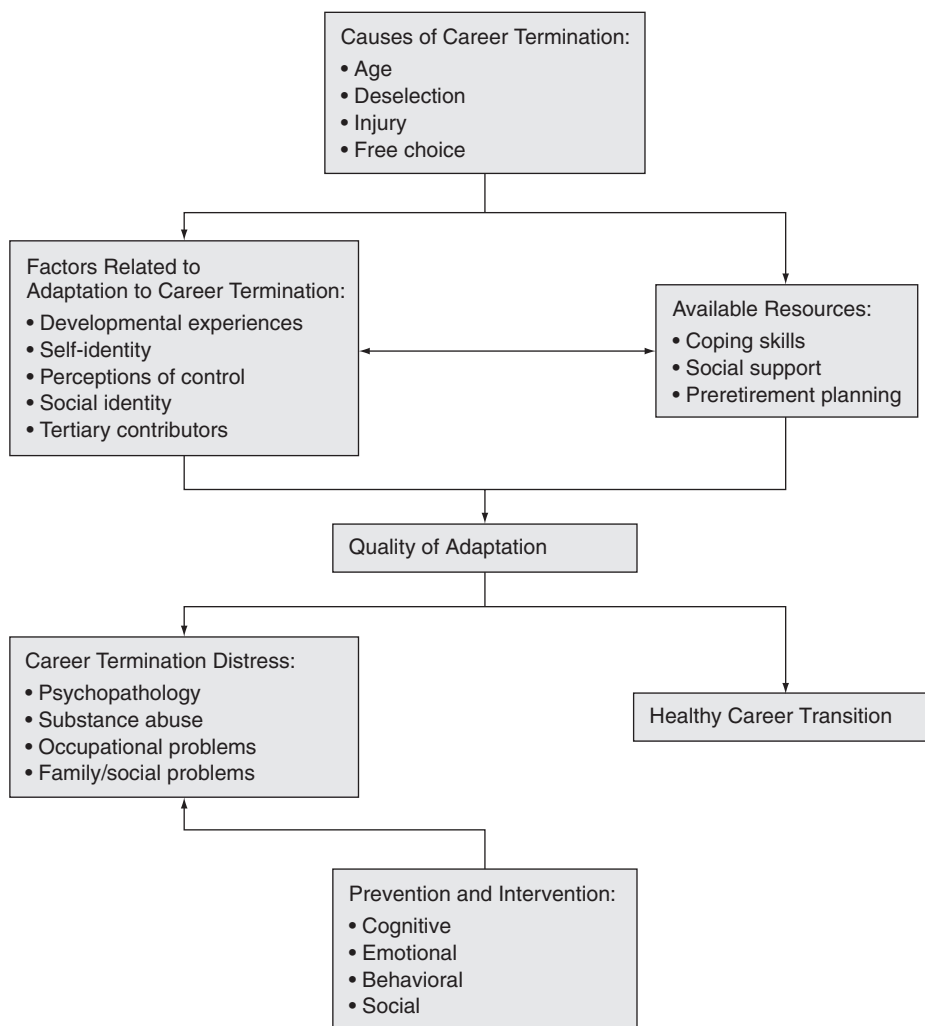 Causes of Career Termination:
• Age
• Deselection
• Injury
• Free choice
Factors Related to
Adaptation to Career Termination:
• Developmental experiences
• Self-identity
• Perceptions of control
• Social identity
• Tertiary contributors
Available Resources:
• Coping skills
• Social support
• Preretirement planning
Quality of Adaptation
Career Termination Distress:
• Psychopathology
• Substance abuse
• Occupational problems
• Family/social problems
Healthy Career Transition
Prevention and Intervention:
• Cognitive
• Emotional
• Behavioral
• Social